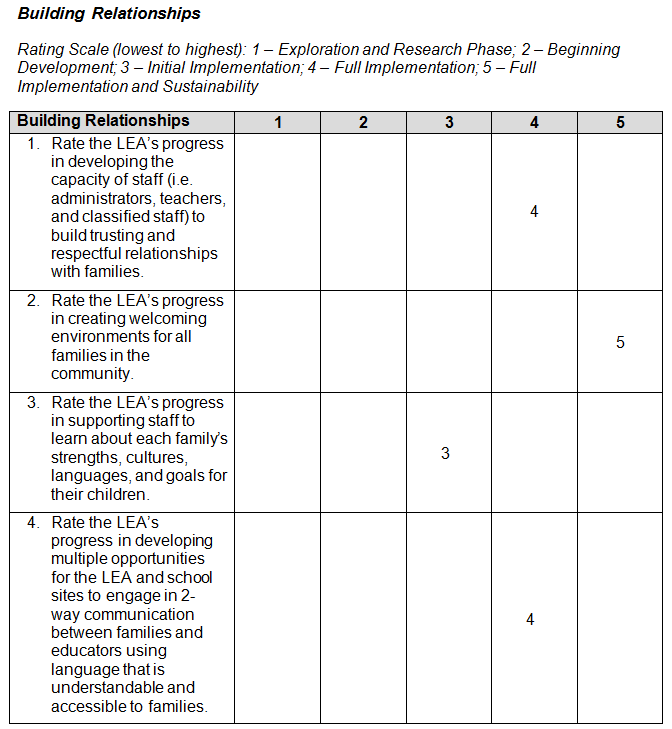 Building Relationships
Rating Scale (lowest to highest): 1 – Exploration and Research Phase; 2 – Beginning
Development; 3 – Initial Implementation; 4 – Full Implementation; 5 – Full
Implementation and Sustainability
Building Relationships 1 2 3 4 5
1. Rate the LEA’s progress
in developing the
capacity of staff (i.e.
administrators, teachers,
and classified staff) to
build trusting and
respectful relationships
with families.
4
2. Rate the LEA’s progress
in creating welcoming
environments for all
families in the
community.
5
3. Rate the LEA’s progress
in supporting staff to
learn about each family’s
strengths, cultures,
languages, and goals for
their children.
3
4. Rate the LEA’s
progress in developing
multiple opportunities
for the LEA and school
sites to engage in 2-
way communication
between families and
educators using
language that is
understandable and
accessible to families.
4